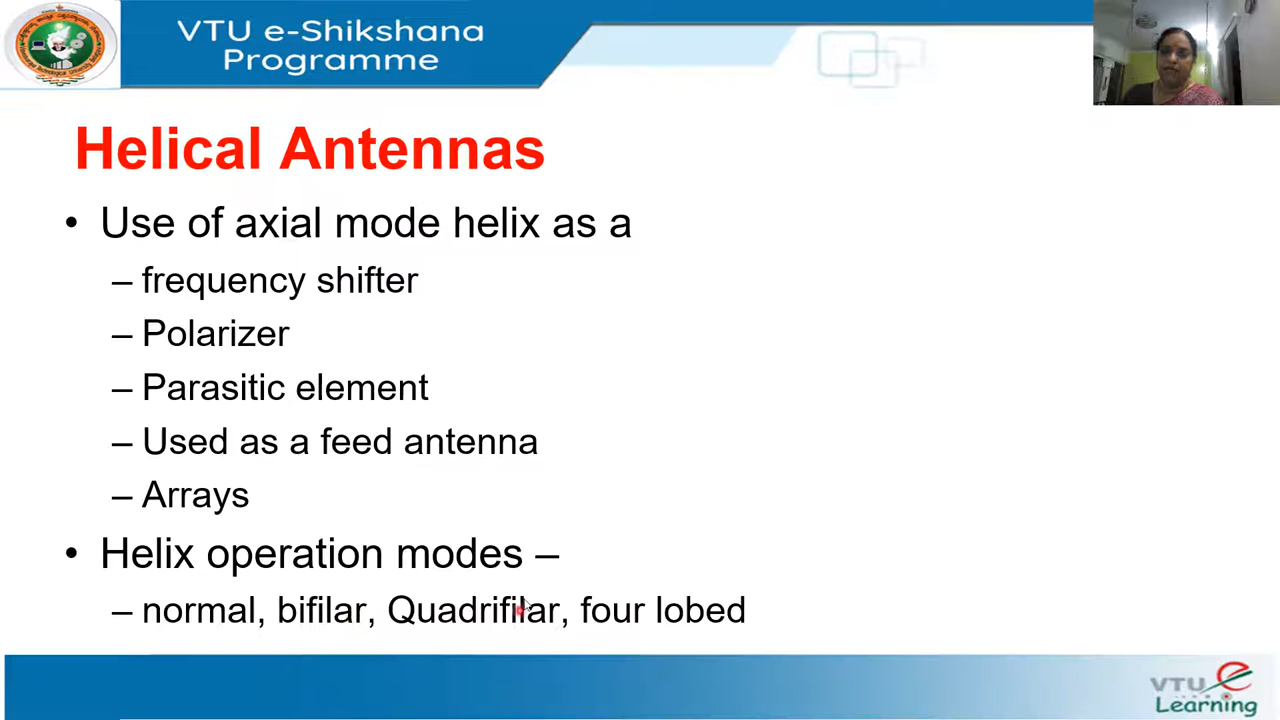 VTU e-Shikshana
Programme
Helical Antennas
• Use of axial mode helix as a
– frequency shifter
– Polarizer
– Parasitic element
– Used as a feed antenna
– Arrays
• Helix operation modes –
– normal, bifilar, Quadrifilar, four lobed
VTU e
Learning